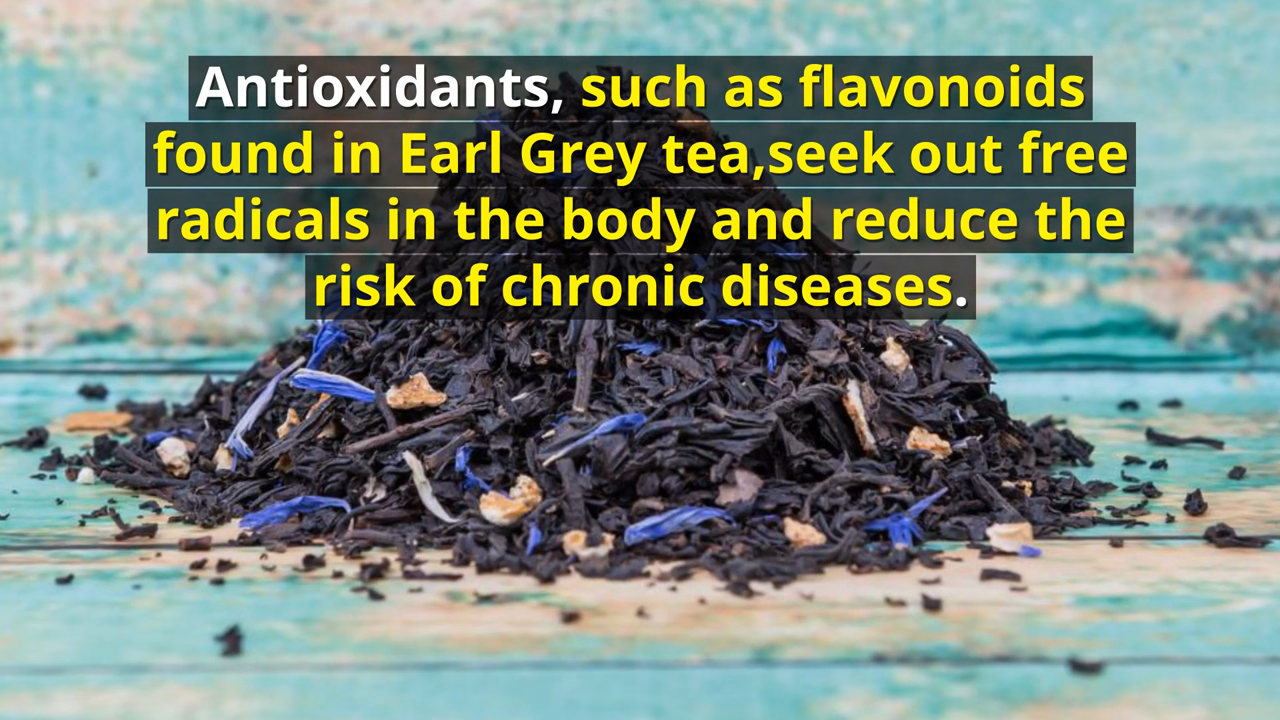 Antioxidants, such as flavonoids
found in Earl Grey tea,seek out free
radicals in the body and reduce the
risk of chronic diseases.